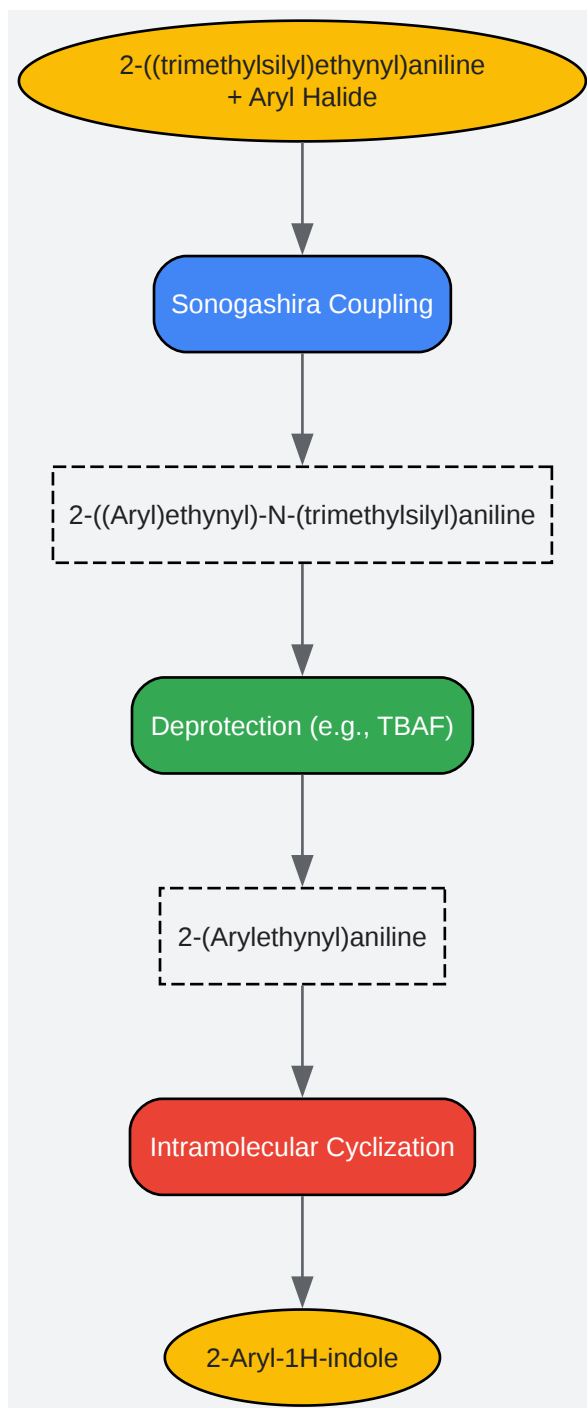 2-((trimethylsilyl)ethynyl)aniline
+ Aryl Halide
Sonogashira Coupling
2-((Aryl)ethynyl)-N-(trimethylsilyl)aniline
Deprotection (e.g., TBAF)
2-(Arylethynyl)aniline
Intramolecular Cyclization
2-Aryl-1H-indole